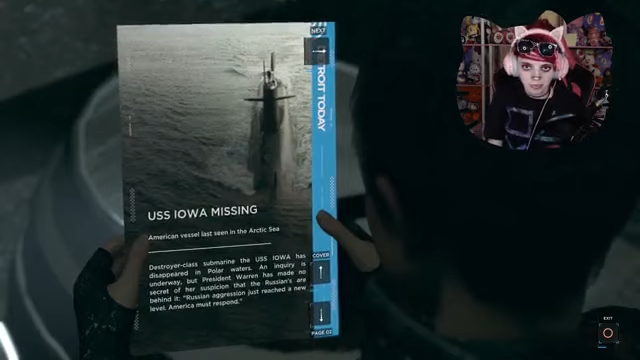 NEXT
ROIT TODAY
USS IOWA MISSING
American vessel last seen in the Arctic Sea
Destroyer-class submarine the USS IOWA has
disappeared in Polar waters. An inquiry is
underway, but President Warren has made no
secret of her suspicion that the Russian's are
behind it: "Russian aggression just reached a new
level. America must respond."
COVER
PAGE 02
EXIT